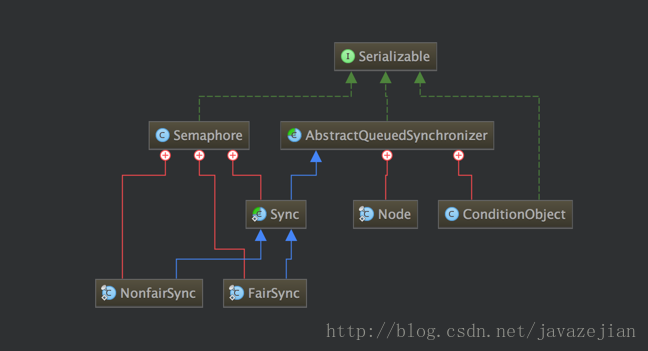 Serializable
Semaphore
AbstractQueuedSynchronizer
Sync
Node
ConditionObject
NonfairSync
FairSync
http://blog.csdn.net/javazejian